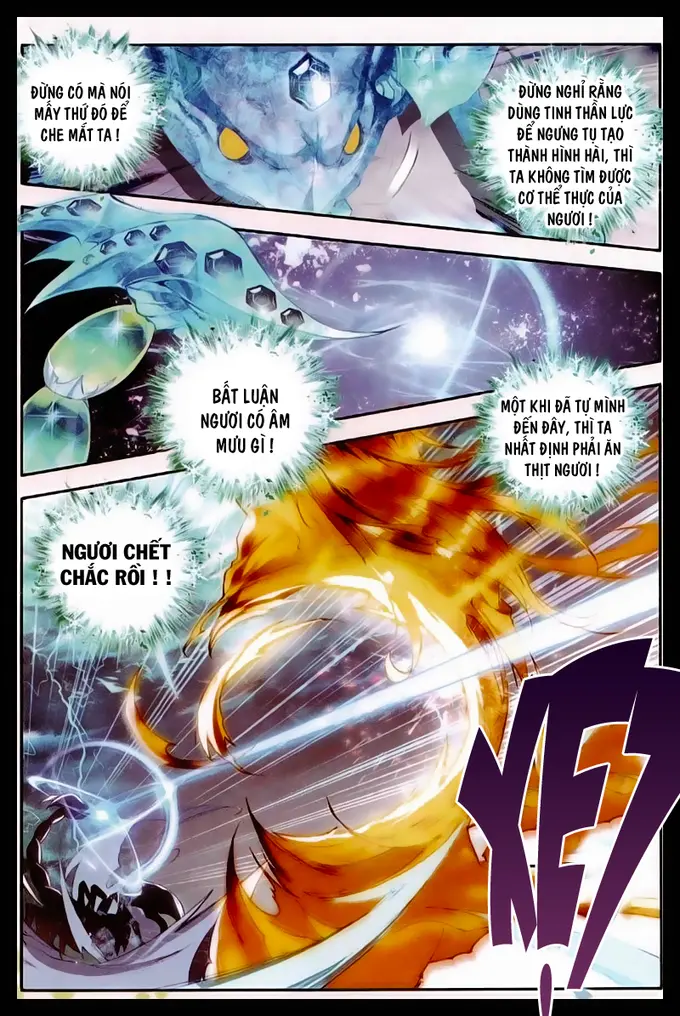 ĐỪNG CÓ MÀ NÓI
MẤY THỨ ĐÓ ĐỂ
CHE MẮT TA !
ĐỪNG NGHỈ RẰNG
DÙNG TINH THẦN LỰC
ĐỂ NGƯNG TỤ TẠO
THÀNH HÌNH HÀI, THÌ
TA KHÔNG TÌM ĐƯỢC
CƠ THỂ THỰC CỦA
NGƯƠI !
BẤT LUẬN
NGƯƠI CÓ ÂM
MƯU GÌ !
MỘT KHI ĐÃ TỰ MÌNH
ĐẾN ĐÂY, THÌ TA
NHẤT ĐỊNH PHẢI ĂN
THỊT NGƯƠI !
NGƯƠI CHẾT
CHẮC RỒI ! !
XẸT